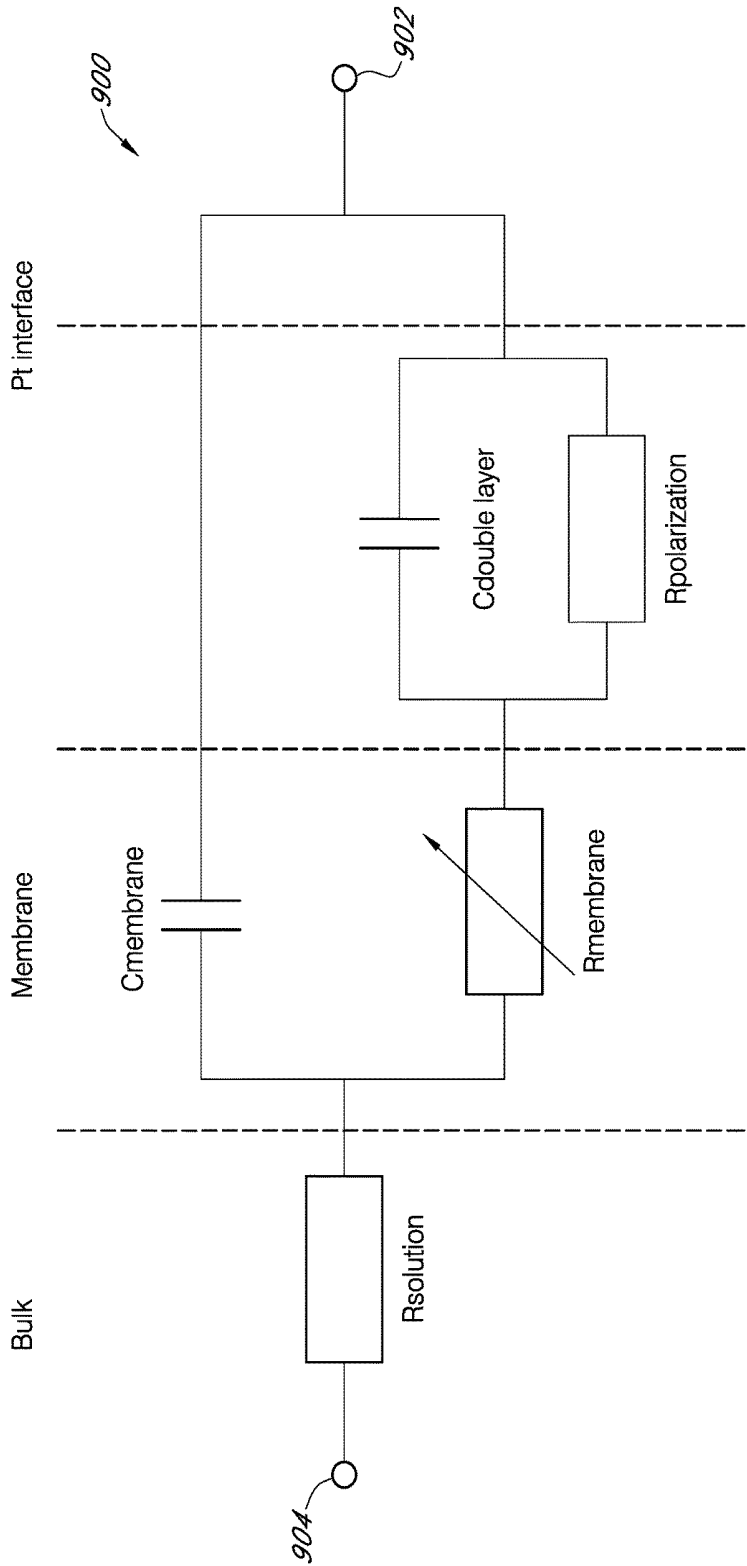 900
Bulk
Membrane
Pt interface
Cmembrane
902
904
Rsolution
Rmembrane
Cdouble layer
Rpolarization